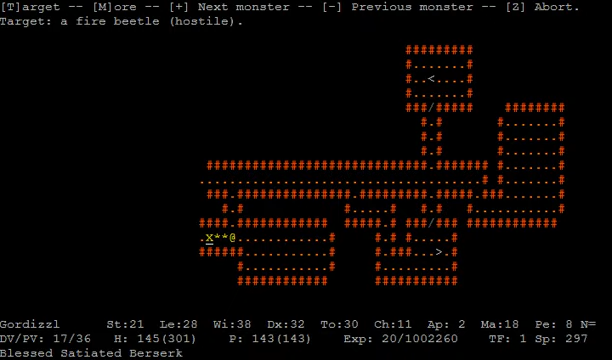 [T]arget -- [M]ore -- [+] Next monster -- [-] Previous monster -- [Z] Abort.
Target: a fire beetle (hostile).
#########
#.......#
#..<....#
#.......#
###/##### ########
#.# #.......#
#.# #.......#
#.# #.......#
#############################.####### #.......#
.....................................# #.......#
###.################.########.#####.###.......#
#.# #.....# #.# #............#
####.############ #####.# ###/### ############
.x**@............# #.# #.....#
######...........# #.###...>.#
#...........# #.........#
############ ###########
Gordizzl St:21 Le:28 Wi:38 Dx:32 To:30 Ch:11 Ap: 2 Ma:18 Pe: 8 N=
DV/PV: 17/36 H: 145(301) P: 143(143) Exp: 20/1002260 TF: 1 Sp: 297
Blessed Satiated Berserk